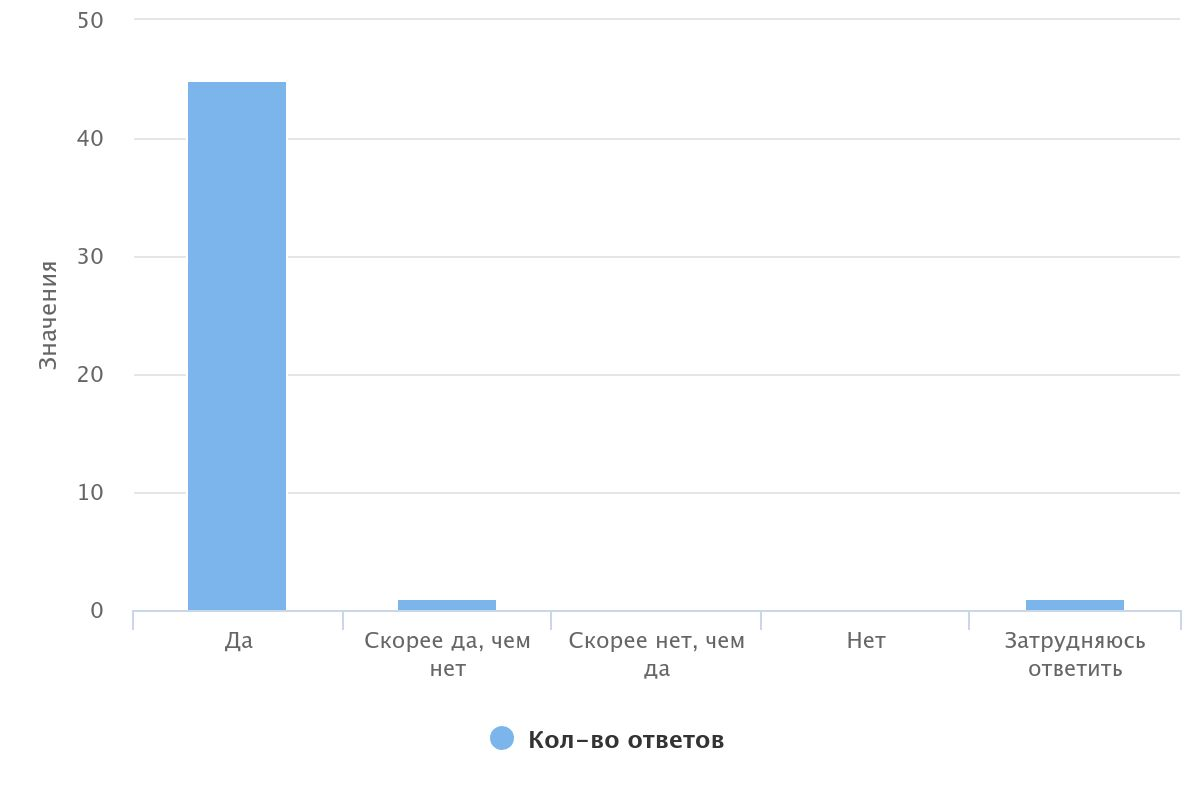 50
40
30
20
10
0
Значения
Да
Скорее да, чем
нет
Скорее нет, чем
да
Нет
Затрудняюсь
ответить
Кол-во ответов